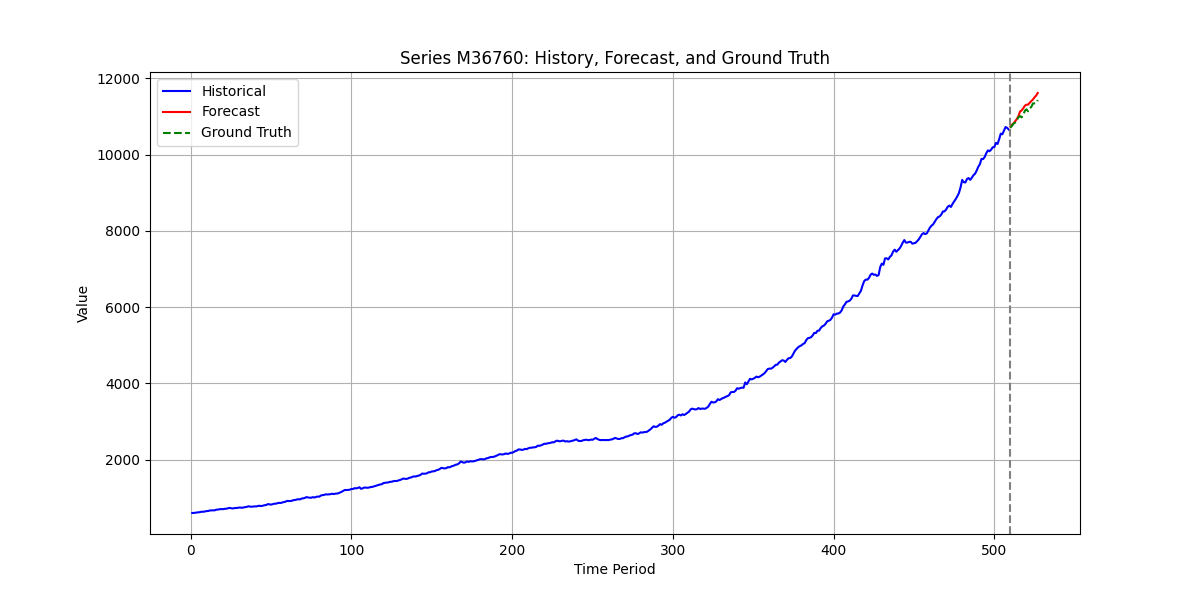 Series M36760: History, Forecast, and Ground Truth
Historical
Forecast
Ground Truth
12000
10000
8000
6000
4000
2000
Value
0 100 200 300 400 500
Time Period